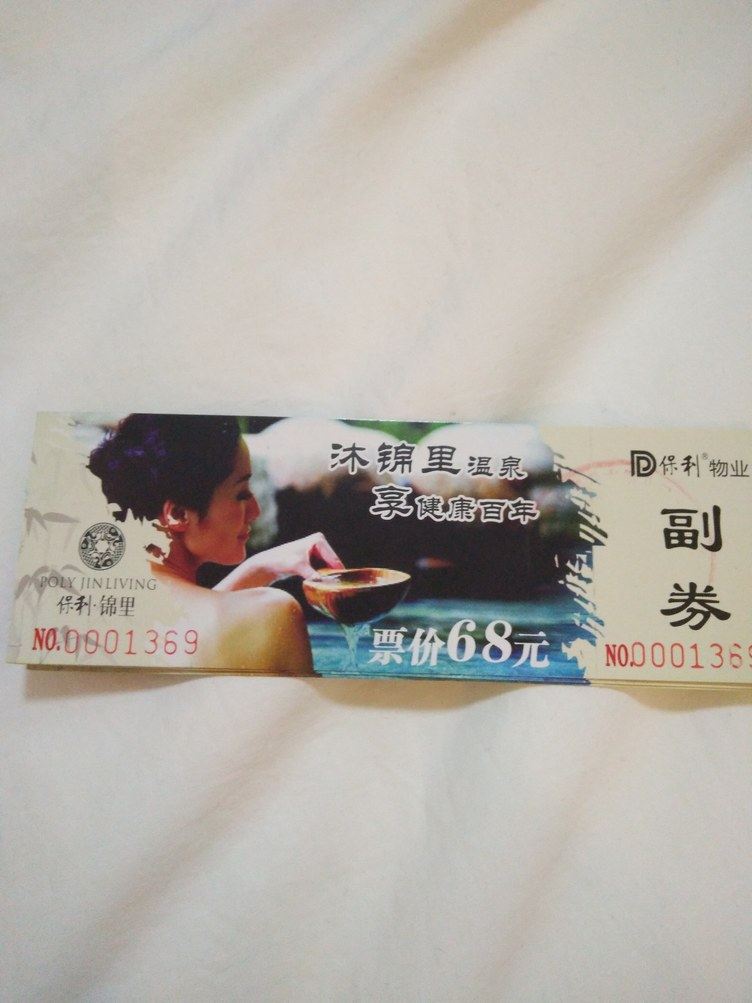 沐锦里温泉
享健康百年
POLY JINLIVING
保利·锦里
NO.0001369
票价68元
保利®物业
副券
NO.0001369